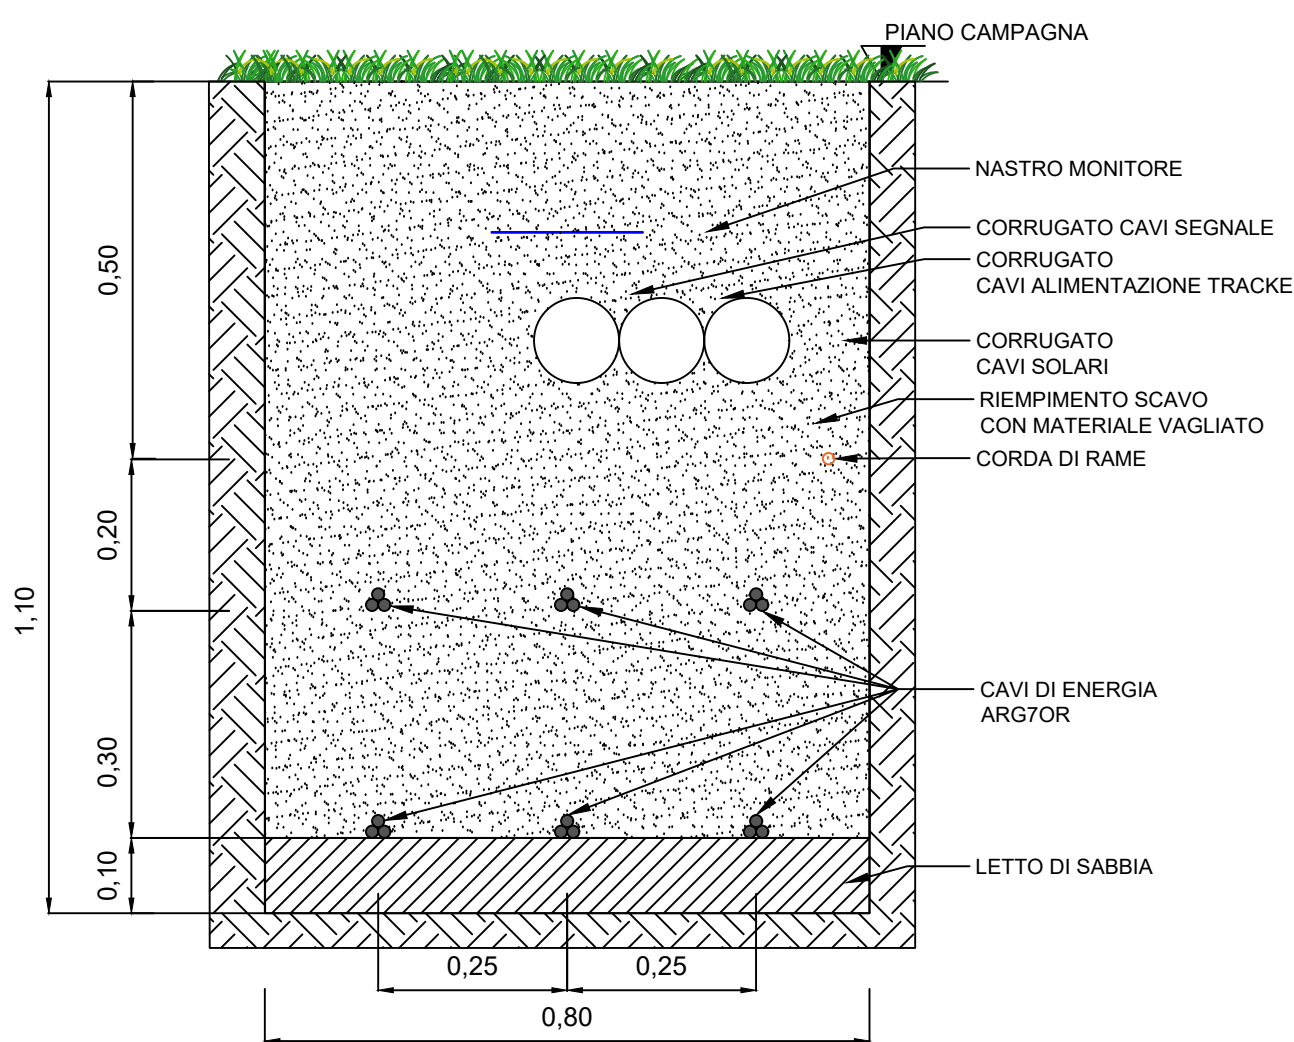 PIANO CAMPAGNA
NASTRO MONITORE
CORRUGATO CAVI SEGNALE
CORRUGATO
CAVI ALIMENTAZIONE TRACKE
CORRUGATO
CAVI SOLARI
RIEMPIMENTO SCAVO
CON MATERIALE VAGLIATO
CORDA DI RAME
CAVI DI ENERGIA
ARG7OR
LETTO DI SABBIA
0,50
0,20
1,10
0,30
0,10
0,25
0,25
0,80